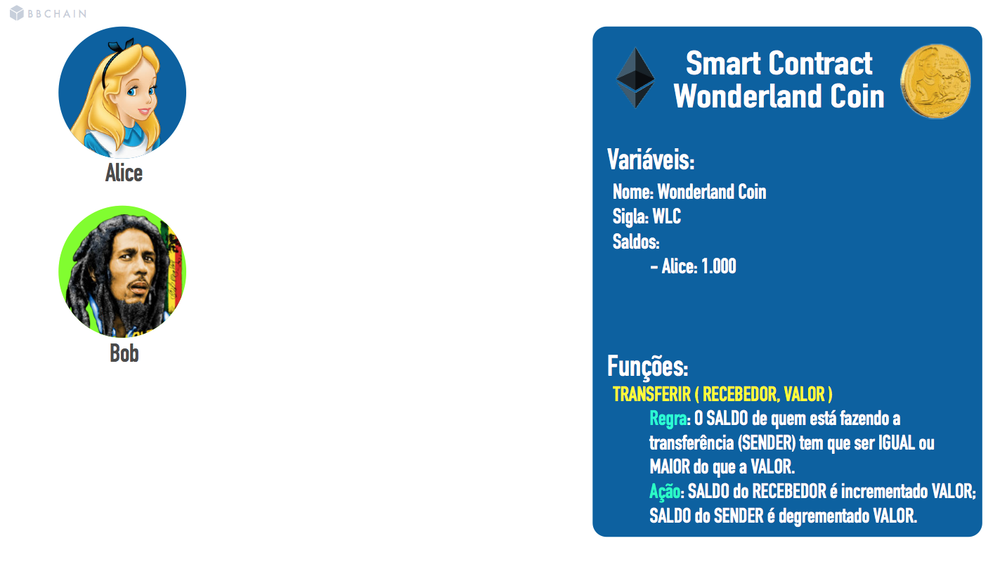 BBCHAIN
Alice
Bob
Smart Contract
Wonderland Coin
Variáveis:
Nome: Wonderland Coin
Sigla: WLC
Saldos:
- Alice: 1.000
Funções:
TRANSFERIR ( RECEBEDOR, VALOR )
Regra: O SALDO de quem está fazendo a
transferência (SENDER) tem que ser IGUAL ou
MAIOR do que a VALOR.
Ação: SALDO do RECEBEDOR é incrementado VALOR;
SALDO do SENDER é degrementado VALOR.